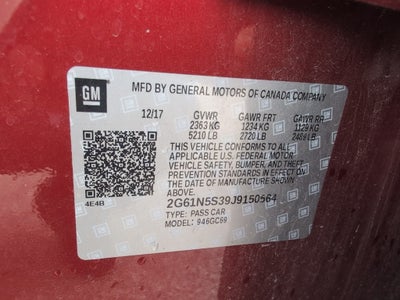 GM
MFD BY GENERAL MOTORS OF CANADA COMPANY
12/17 GVWR GAWR FRT GAWR RR
2363 KG 1234 KG 1129 KG
5210 LB 2720 LB 2489 LB
THIS VEHICLE CONFORMS TO ALL
APPLICABLE U.S. FEDERAL MOTOR
VEHICLE SAFETY, BUMPER, AND THEFT
PREVENTION STANDARDS IN EFFECT ON
THE DATE OF MANUFACTURE SHOWN
ABOVE.
4E4B 2G61N5S39J9150564
TYPE: PASS CAR
MODEL: 946GC69